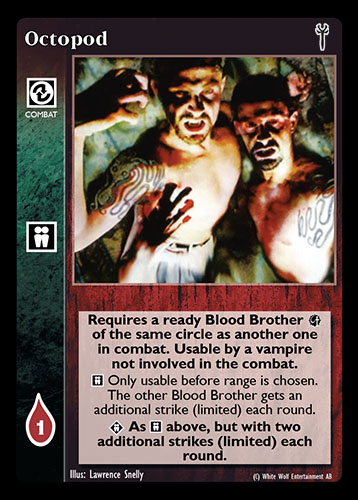 Octopod
COMBAT
Requires a ready Blood Brother
of the same circle as another one
in combat. Usable by a vampire
not involved in the combat.
Only usable before range is chosen.
The other Blood Brother gets an
additional strike (limited) each round.
As above, but with two
additional strikes (limited) each
round.
1
Illus: Lawrence Snelly
(C) White Wolf Entertainment AB